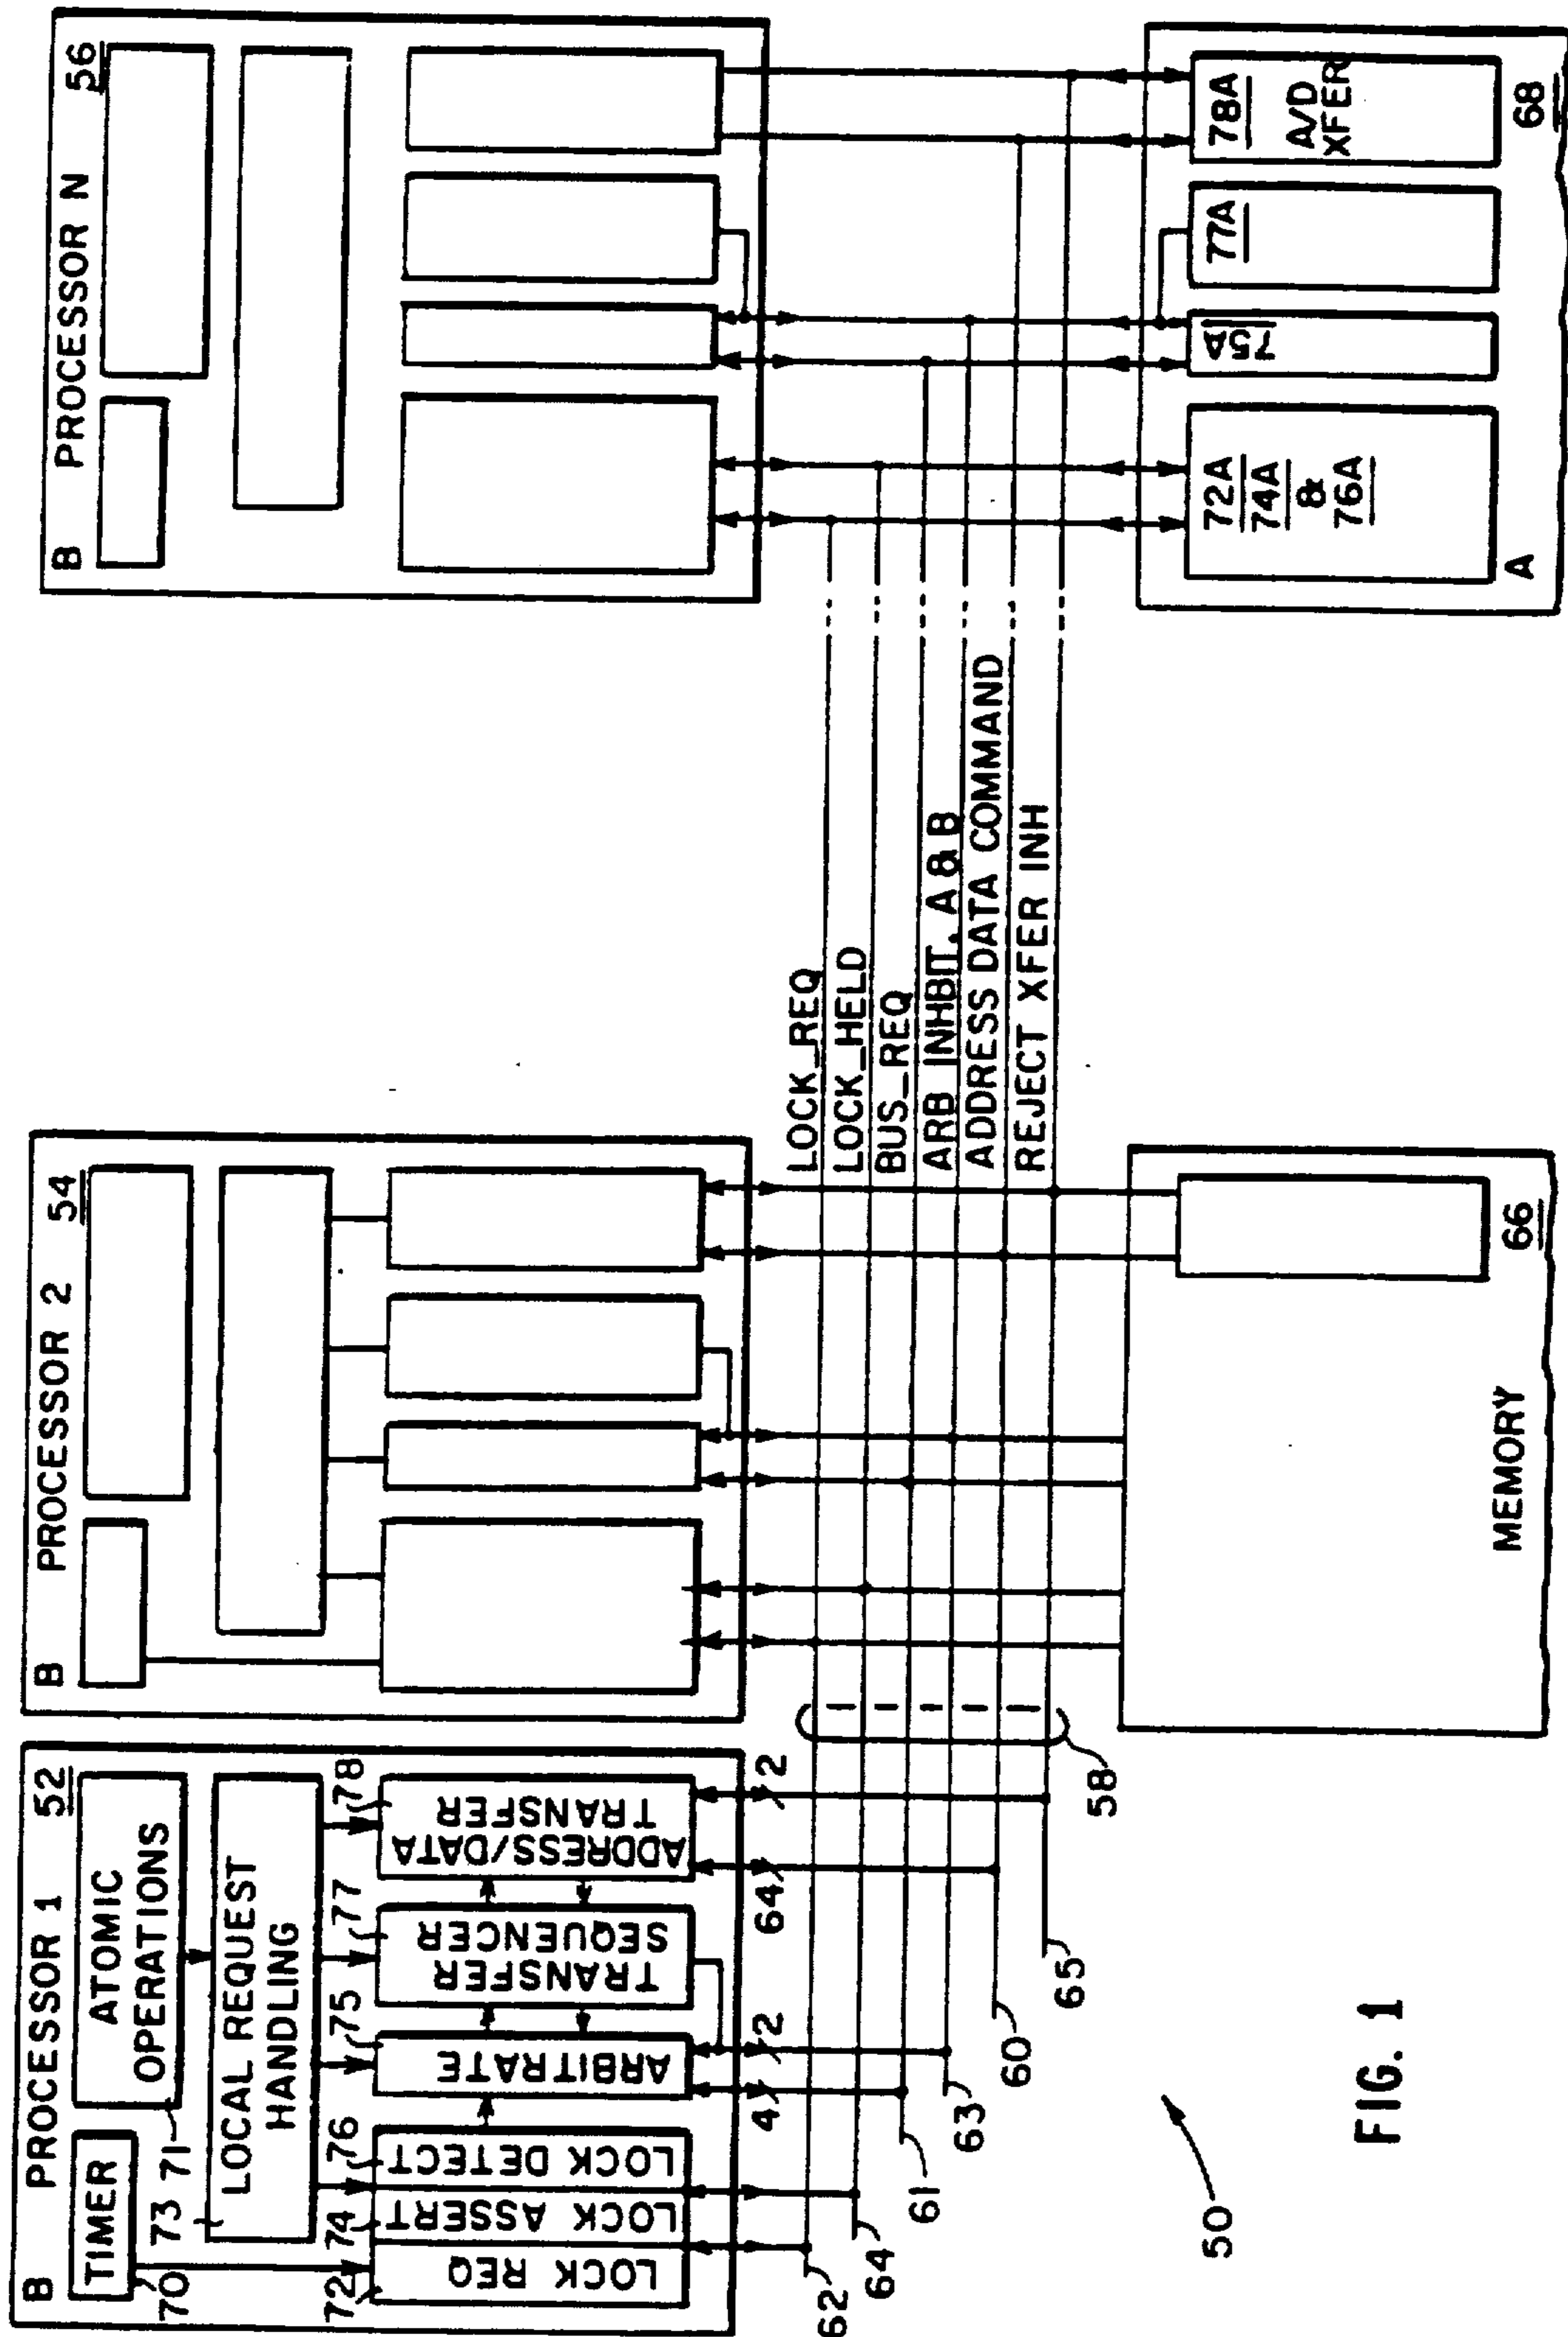 B PROCESSOR 1 52
TIMER
70
ATOMIC
OPERATIONS
71
73
LOCAL REQUEST
HANDLING
72
74
76
75
77
78
LOCK REQ
LOCK ASSERT
LOCK DETECT
ARBITRATE
TRANSFER
SEQUENCER
ADDRESS/DATA
TRANSFER
4
2
64
2
62
64
61
63
60
65
58
B PROCESSOR 2 54
LOCK_REQ
LOCK_HELD
BUS_REQ
ARB INHBIT. A & B
ADDRESS DATA COMMAND
REJECT XFER INH
MEMORY
66
B PROCESSOR N 56
72A
74A
&
76A
75A
77A
78A
A/D
XFER
A
68
50
FIG. 1